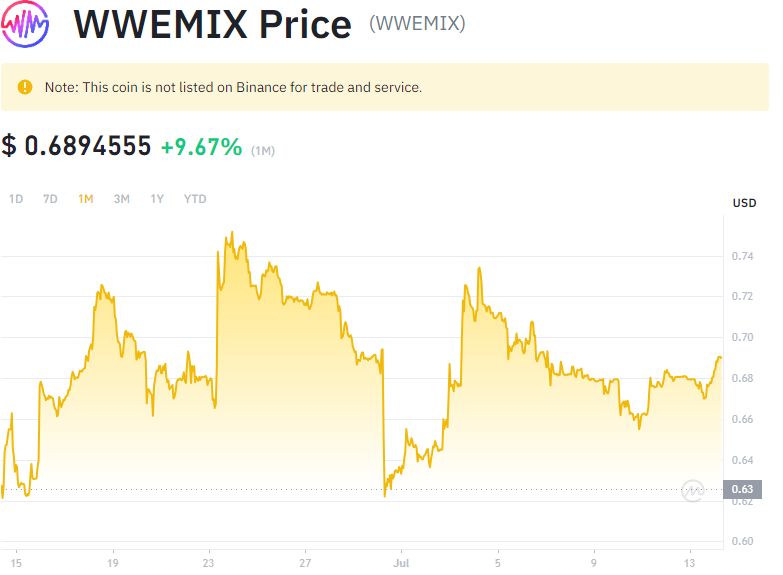 WWEMIX Price (WWEMIX)
Note: This coin is not listed on Binance for trade and service.
$ 0.6894555 +9.67% (1M)
1D 7D 1M 3M 1Y YTD
USD
0.74
0.72
0.70
0.68
0.66
0.64
0.63
0.62
0.60
15 19 23 27 Jul 5 9 13